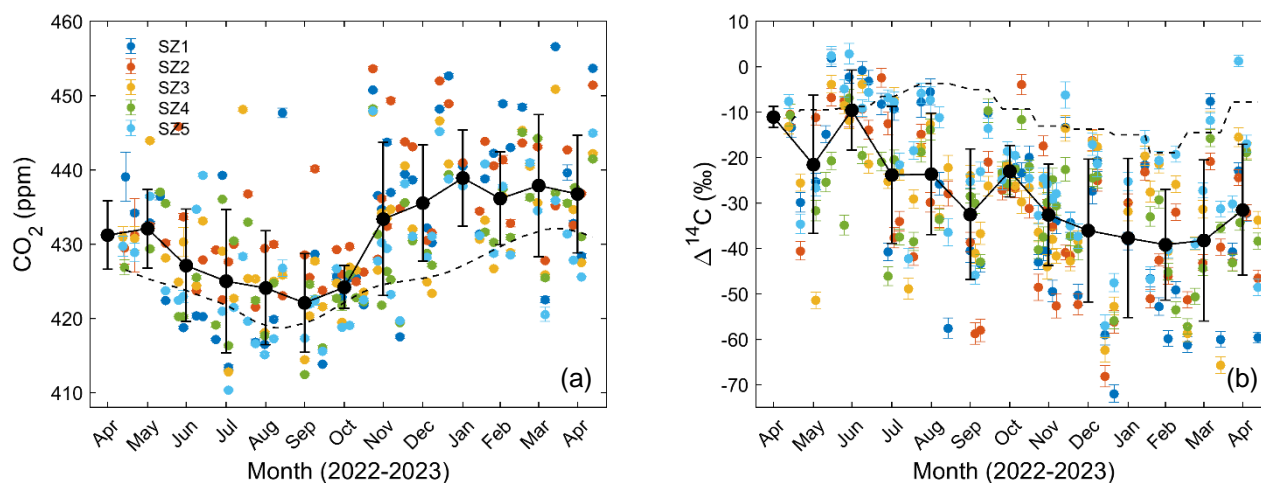 460
450
440
430
420
410
CO2 (ppm)
SZ1
SZ2
SZ3
SZ4
SZ5
(a)
Apr
May
Jun
Jul
Aug
Sep
Oct
Nov
Dec
Jan
Feb
Mar
Apr
Month (2022-2023)
10
0
-10
-20
-30
-40
-50
-60
-70
Δ 14C (‰)
(b)
Apr
May
Jun
Jul
Aug
Sep
Oct
Nov
Dec
Jan
Feb
Mar
Apr
Month (2022-2023)